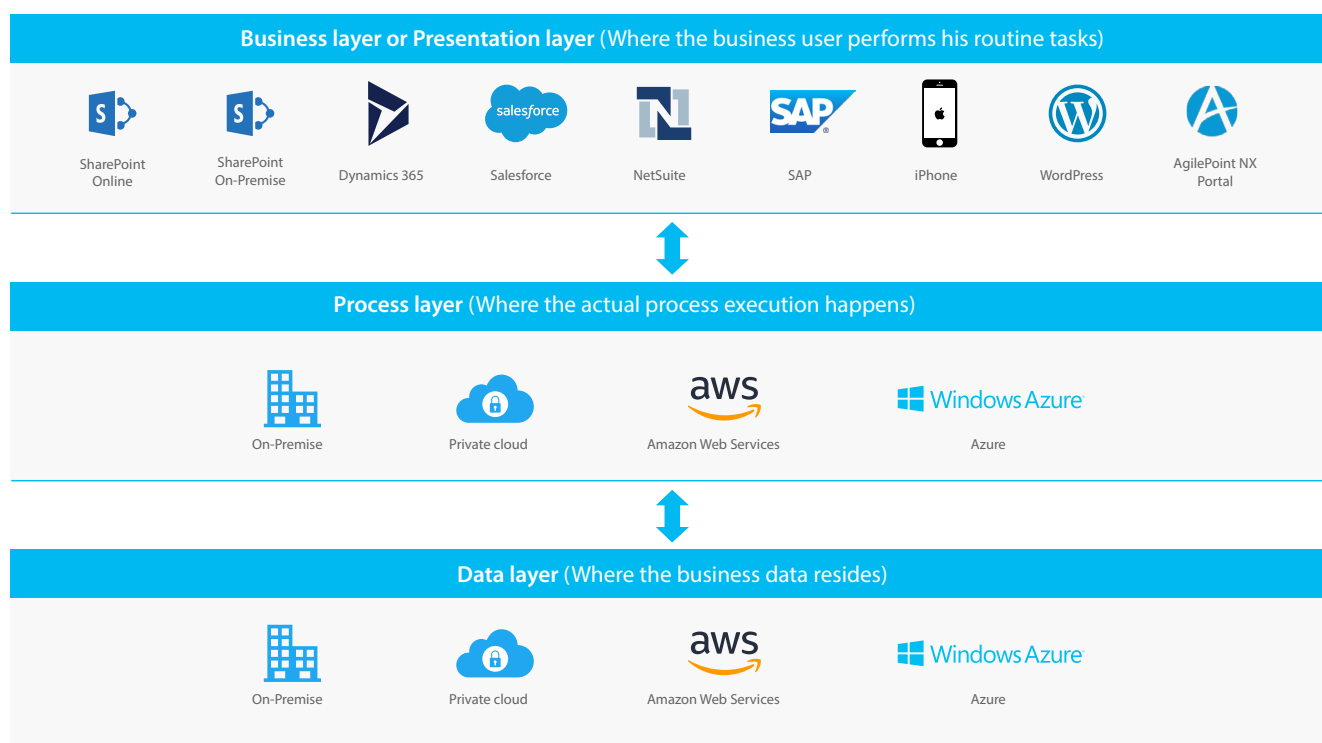 Business layer or Presentation layer (Where the business user performs his routine tasks)
S
S
salesforce
N
SAP
®
W
A
SharePoint
Online
SharePoint
On-Premise
Dynamics 365
Salesforce
NetSuite
SAP
iPhone
WordPress
AgilePoint NX
Portal
Process layer (Where the actual process execution happens)
aws
Windows Azure
On-Premise
Private cloud
Amazon Web Services
Azure
Data layer (Where the business data resides)
aws
Windows Azure
On-Premise
Private cloud
Amazon Web Services
Azure